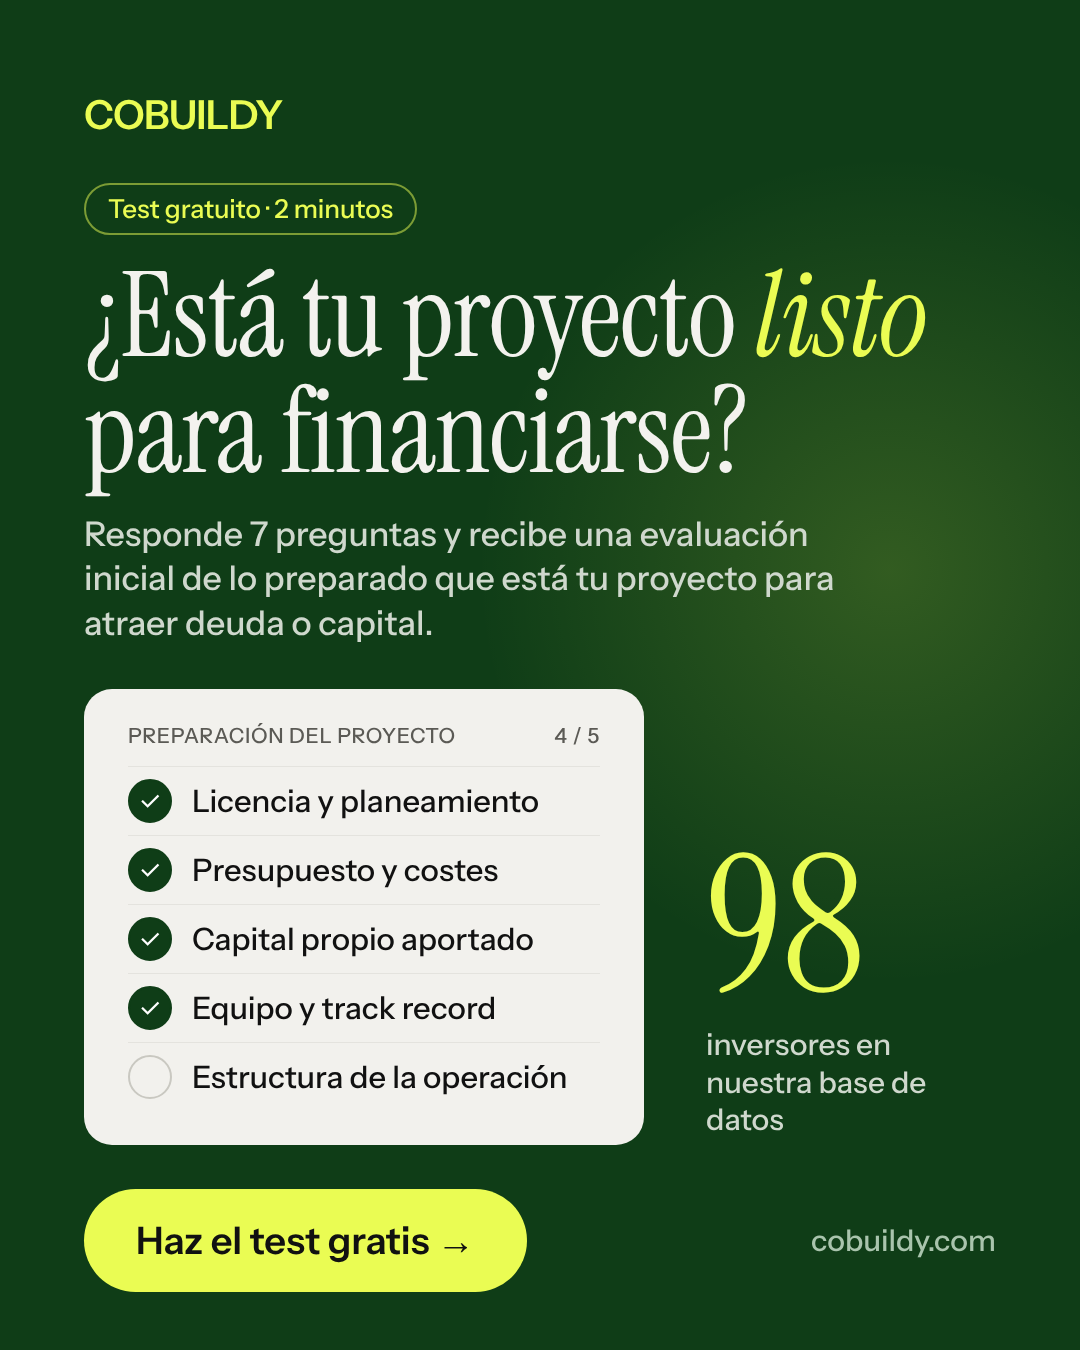 COBUILDY
Test gratuito · 2 minutos
¿Está tu proyecto listo
para financiarse?
Responde 7 preguntas y recibe una evaluación
inicial de lo preparado que está tu proyecto para
atraer deuda o capital.
PREPARACIÓN DEL PROYECTO 4 / 5
Licencia y planeamiento
Presupuesto y costes
Capital propio aportado
Equipo y track record
Estructura de la operación
98
inversores en
nuestra base de
datos
Haz el test gratis →
cobuildy.com